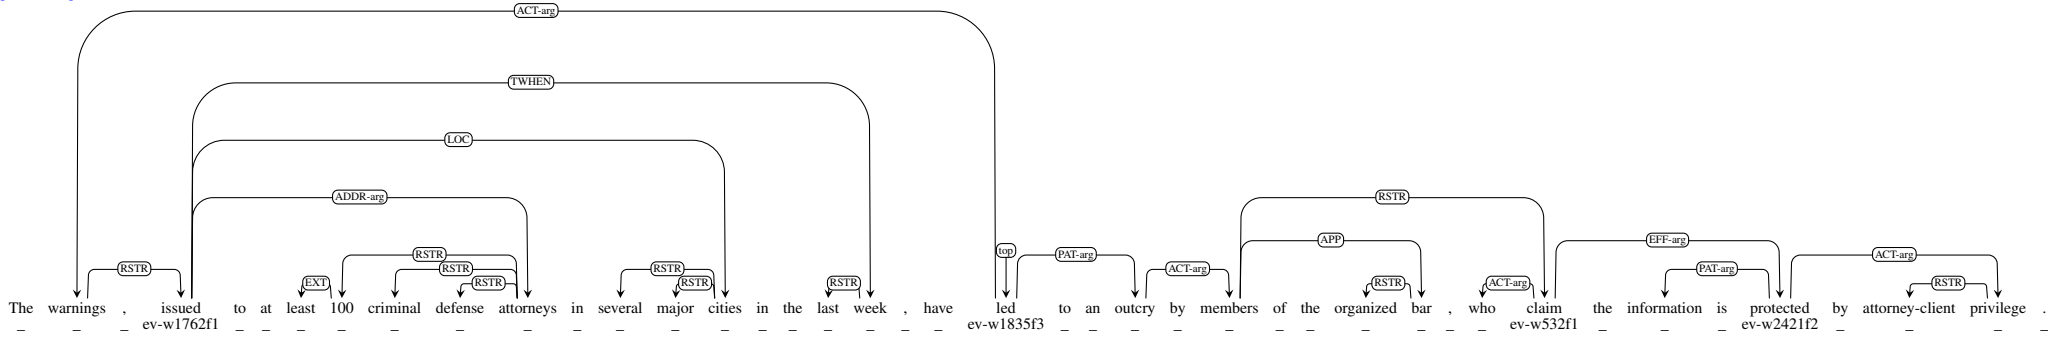 ACT-arg
TWHEN
LOC
ADDR-arg RSTR
APP EFF-arg
RSTR top PAT-arg ACT-arg
RSTR RSTR RSTR ACT-arg PAT-arg
EXT RSTR RSTR RSTR RSTR ACT-arg RSTR
The warnings , issued to at least 100 criminal defense attorneys in several major cities in the last week , have led to an outcry by members of the organized bar , who claim the information is protected by attorney-client privilege .
_ _ _ ev-w1762f1 _ _ _ _ _ _ _ _ _ _ _ _ _ _ _ _ _ _ ev-w1835f3 _ _ _ _ _ _ _ _ _ _ _ ev-w532f1 _ _ _ ev-w2421f2 _ _ _ _